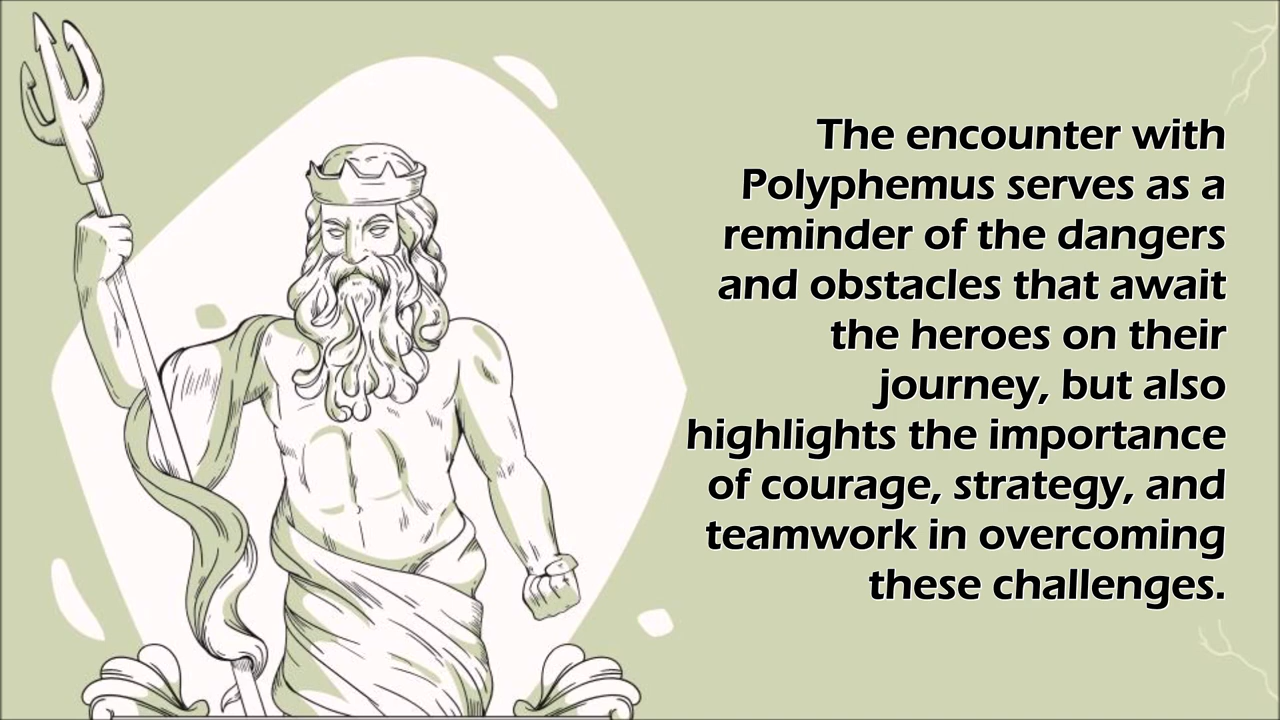 The encounter with
Polyphemus serves as a
reminder of the dangers
and obstacles that await
the heroes on their
journey, but also
highlights the importance
of courage, strategy, and
teamwork in overcoming
these challenges.